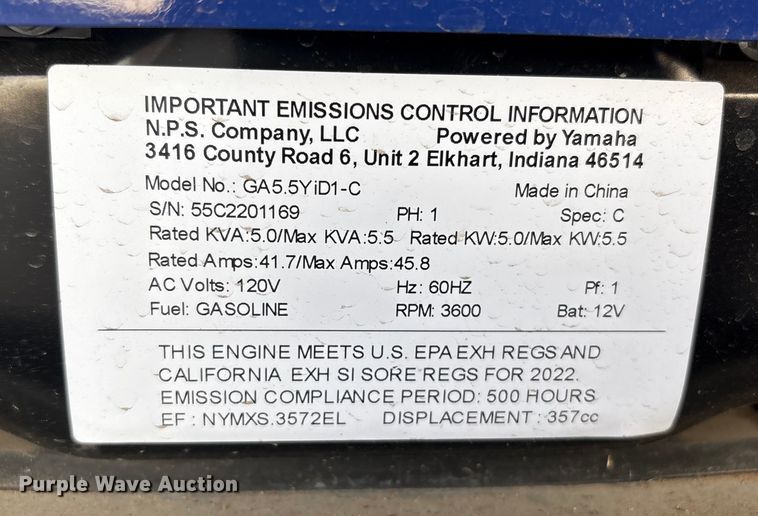 IMPORTANT EMISSIONS CONTROL INFORMATION
N.P.S. Company, LLC Powered by Yamaha
3416 County Road 6, Unit 2 Elkhart, Indiana 46514
Model No.: GA5.5YiD1-C Made in China
S/N: 55C2201169 PH: 1 Spec: C
Rated KVA:5.0/Max KVA:5.5 Rated KW:5.0/Max KW:5.5
Rated Amps:41.7/Max Amps:45.8
AC Volts: 120V Hz: 60HZ Pf: 1
Fuel: GASOLINE RPM: 3600 Bat: 12V
THIS ENGINE MEETS U.S. EPA EXH REGS AND
CALIFORNIA EXH SI SORE REGS FOR 2022.
EMISSION COMPLIANCE PERIOD: 500 HOURS
EF : NYMXS.3572EL DISPLACEMENT : 357cc
Purple Wave Auction